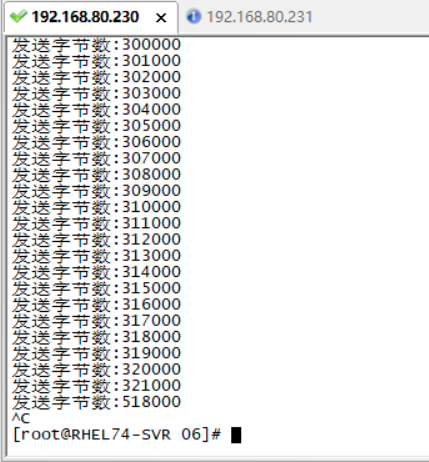 192.168.80.230 × 192.168.80.231
发送字节数:300000
发送字节数:301000
发送字节数:302000
发送字节数:303000
发送字节数:304000
发送字节数:305000
发送字节数:306000
发送字节数:307000
发送字节数:308000
发送字节数:309000
发送字节数:310000
发送字节数:311000
发送字节数:312000
发送字节数:313000
发送字节数:314000
发送字节数:315000
发送字节数:316000
发送字节数:317000
发送字节数:318000
发送字节数:319000
发送字节数:320000
发送字节数:321000
发送字节数:518000
^C
[root@RHEL74-SVR 06]#